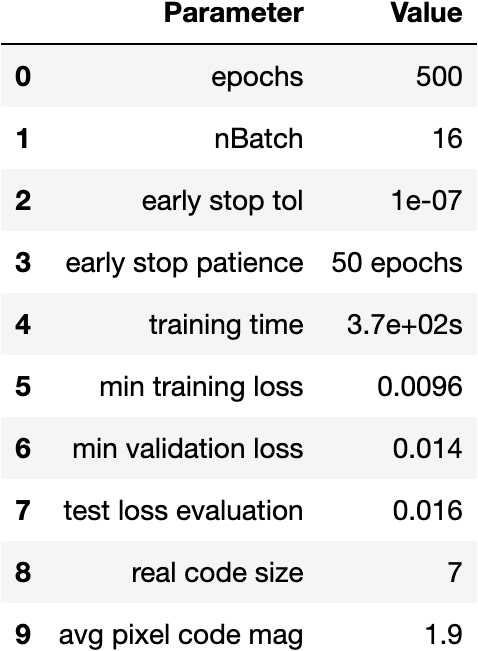 Parameter Value
0 epochs 500
1 nBatch 16
2 early stop tol 1e-07
3 early stop patience 50 epochs
4 training time 3.7e+02s
5 min training loss 0.0096
6 min validation loss 0.014
7 test loss evaluation 0.016
8 real code size 7
9 avg pixel code mag 1.9